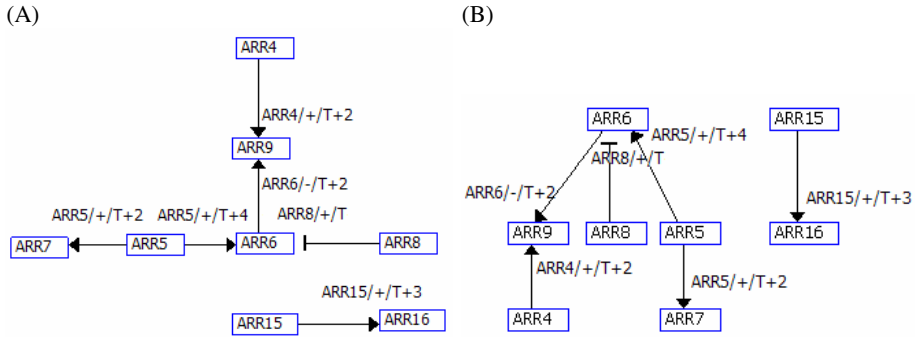 (A)
ARR4
ARR4/+/T+2
ARR9
ARR6/-/T+2
ARR5/+/T+2
ARR5/+/T+4
ARR8/+/T
ARR7
ARR5
ARR6
ARR8
ARR15/+/T+3
ARR15
ARR16
(B)
ARR6
ARR15
ARR5/+/T+4
ARR8/+/T
ARR6/-/T+2
ARR15/+/T+3
ARR9
ARR8
ARR5
ARR16
ARR4/+/T+2
ARR5/+/T+2
ARR4
ARR7